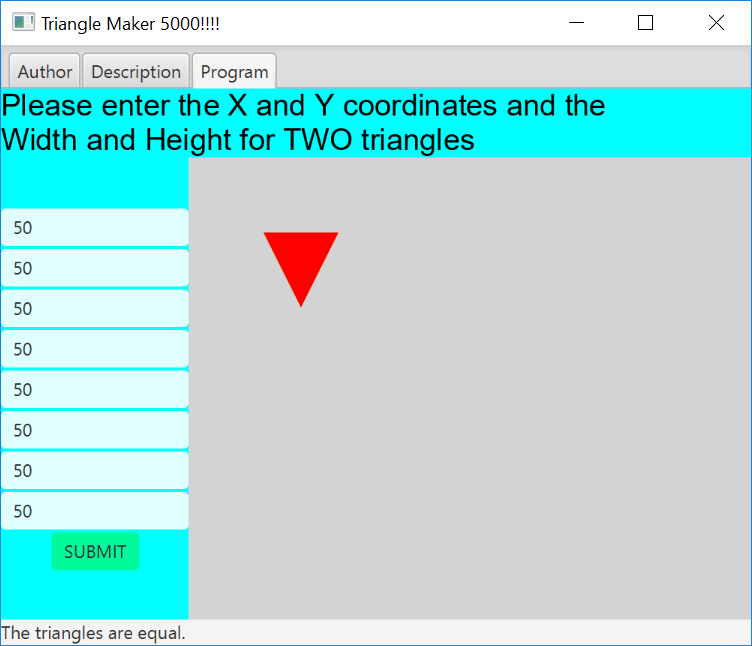 Triangle Maker 5000!!!!
Author Description Program
Please enter the X and Y coordinates and the
Width and Height for TWO triangles
50
50
50
50
50
50
50
50
SUBMIT
The triangles are equal.